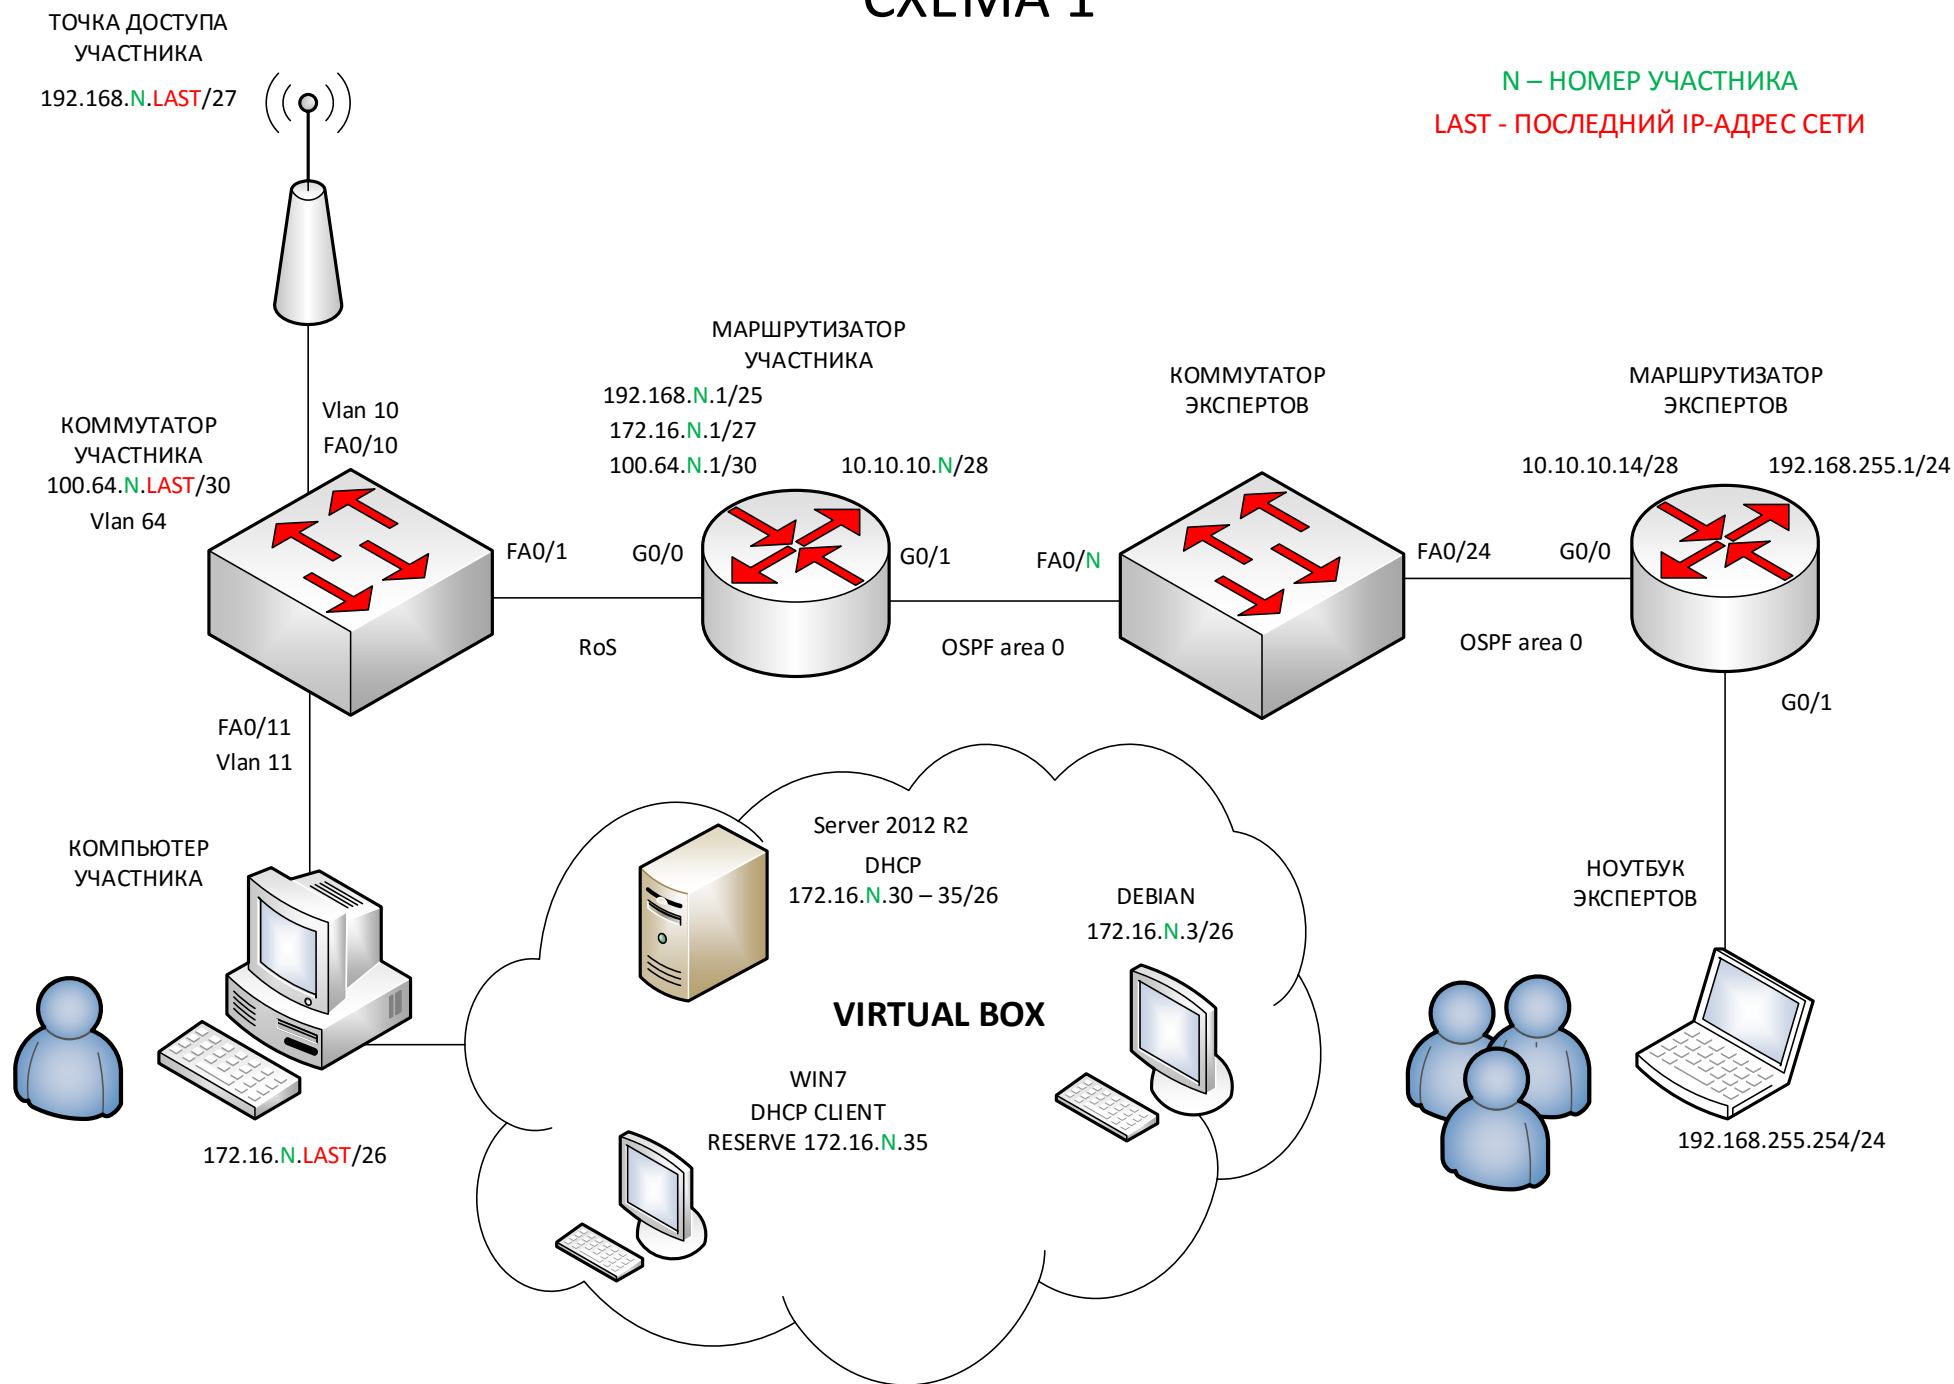 СХЕМА 1
ТОЧКА ДОСТУПА
УЧАСТНИКА
192.168.N.LAST/27
N – НОМЕР УЧАСТНИКА
LAST - ПОСЛЕДНИЙ IP-АДРЕС СЕТИ
Vlan 10
FA0/10
КОММУТАТОР
УЧАСТНИКА
100.64.N.LAST/30
Vlan 64
МАРШРУТИЗАТОР
УЧАСТНИКА
192.168.N.1/25
172.16.N.1/27
100.64.N.1/30
10.10.10.N/28
КОММУТАТОР
ЭКСПЕРТОВ
МАРШРУТИЗАТОР
ЭКСПЕРТОВ
10.10.10.14/28
192.168.255.1/24
FA0/1
G0/0
G0/1
FA0/N
FA0/24
G0/0
RoS
OSPF area 0
OSPF area 0
G0/1
FA0/11
Vlan 11
КОМПЬЮТЕР
УЧАСТНИКА
172.16.N.LAST/26
Server 2012 R2
DHCP
172.16.N.30 – 35/26
DEBIAN
172.16.N.3/26
VIRTUAL BOX
WIN7
DHCP CLIENT
RESERVE 172.16.N.35
НОУТБУК
ЭКСПЕРТОВ
192.168.255.254/24